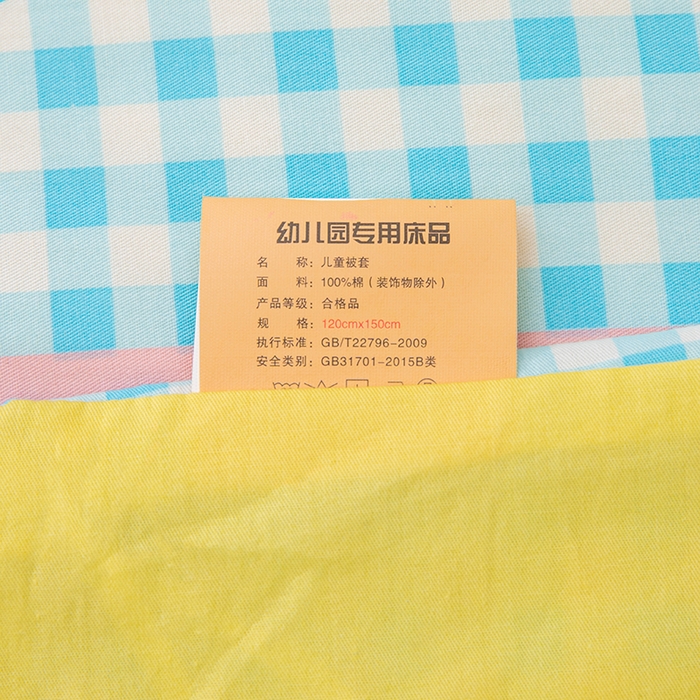 幼儿园专用床品
名 称：儿童被套
面 料：100%棉（装饰物除外）
产品等级：合格品
规 格：120cmx150cm
执行标准：GB/T22796-2009
安全类别：GB31701-2015B类